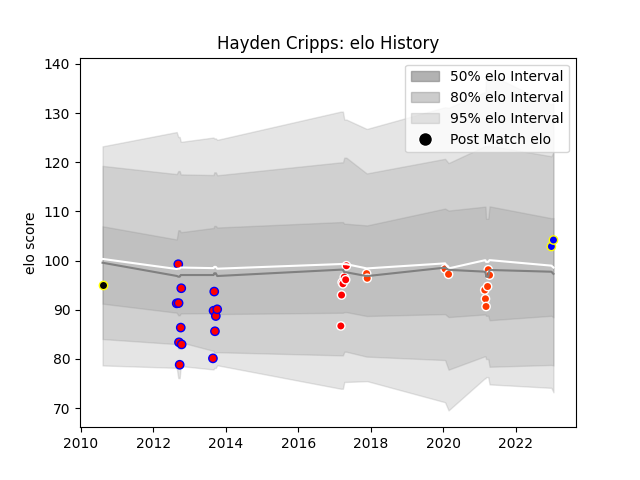 Hayden Cripps: elo History
140
130
120
110
100
90
80
70
elo score
50% elo Interval
80% elo Interval
95% elo Interval
Post Match elo
2010
2012
2014
2016
2018
2020
2022